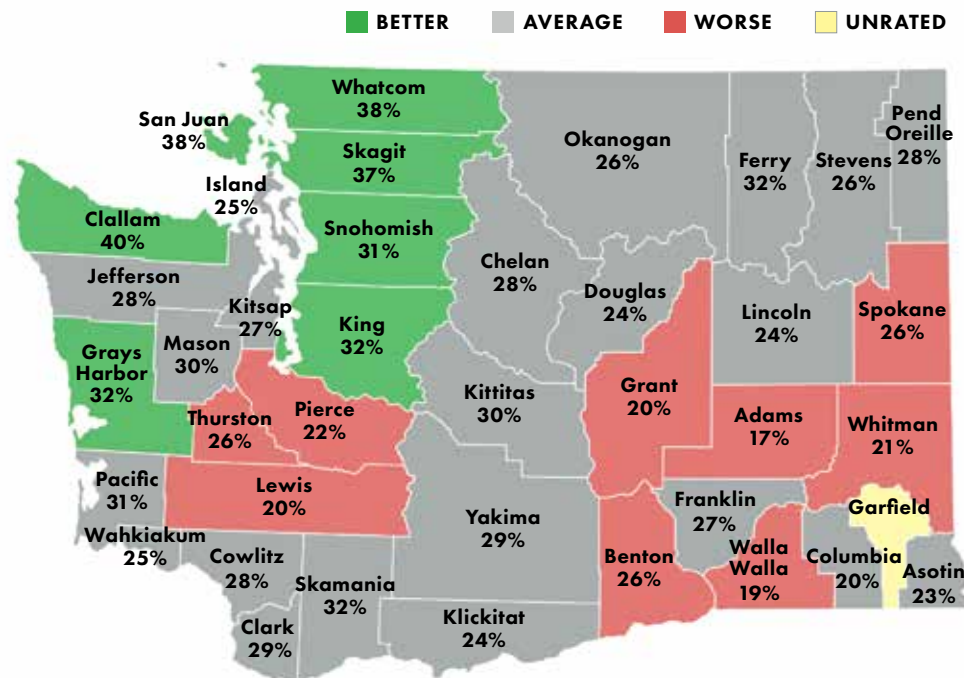 BETTER AVERAGE WORSE UNRATED
Whatcom
38%
San Juan
38%
Skagit
37%
Island
25%
Okanogan
26%
Ferry
32%
Stevens
26%
Pend
Oreille
28%
Clallam
40%
Snohomish
31%
Chelan
28%
Jefferson
28%
Kitsap
27%
Douglas
24%
Lincoln
24%
Spokane
26%
King
32%
Mason
30%
Grays
Harbor
32%
Kittitas
30%
Grant
20%
Thurston
26%
Pierce
22%
Adams
17%
Whitman
21%
Pacific
31%
Lewis
20%
Yakima
29%
Franklin
27%
Garfield
Wahkiakum
25%
Cowlitz
28%
Skamania
32%
Benton
26%
Walla
Walla
19%
Columbia
20%
Asotin
23%
Clark
29%
Klickitat
24%